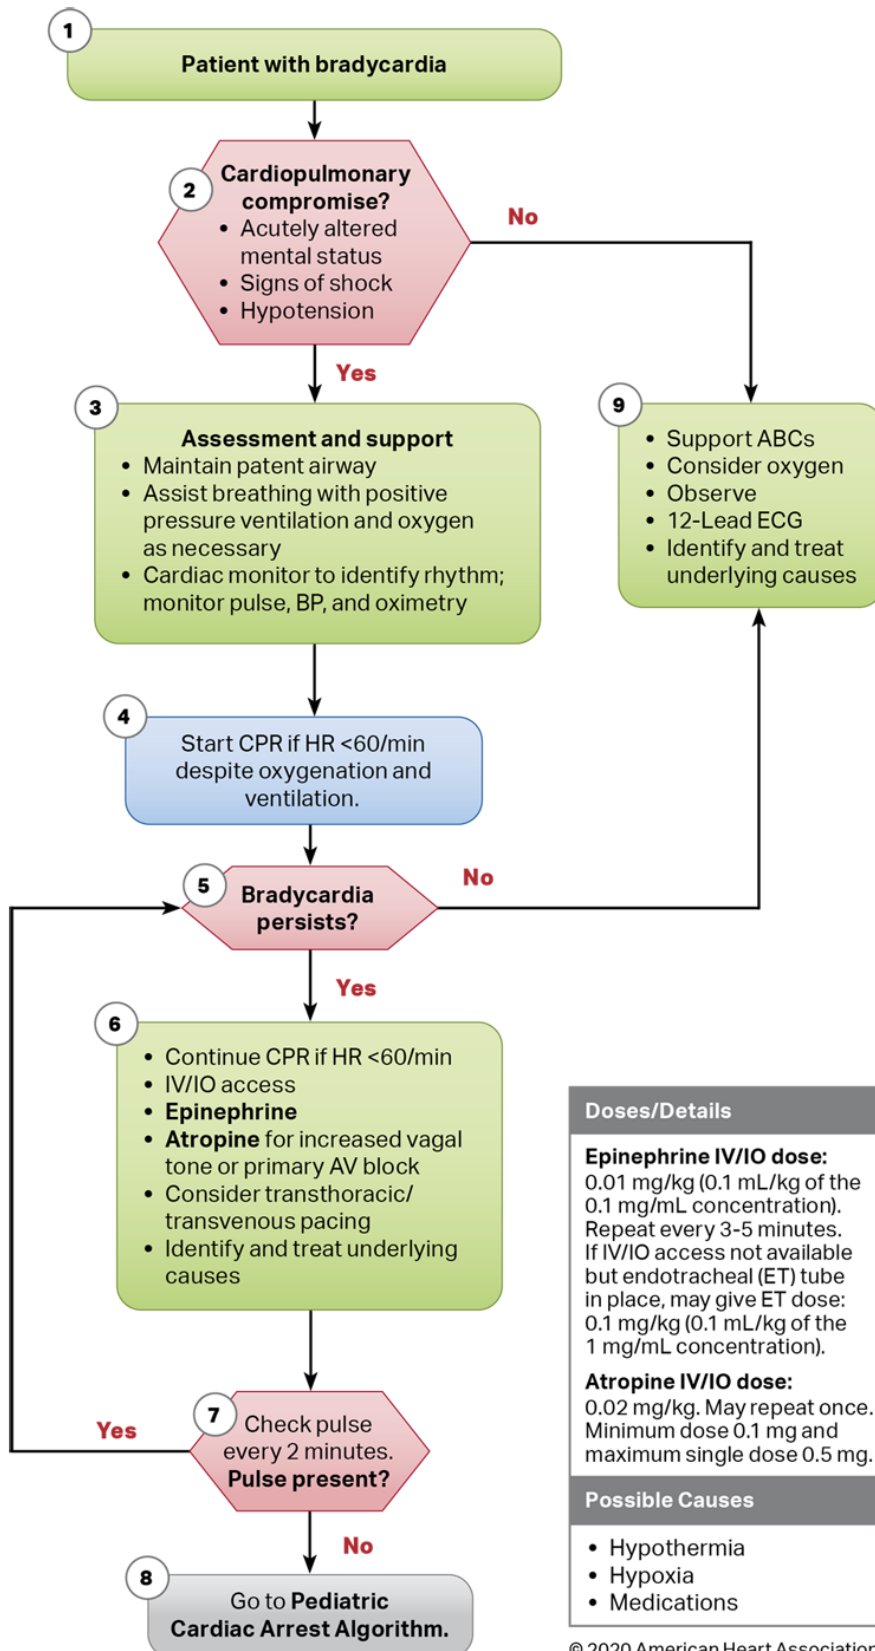 1
Patient with bradycardia
2
Cardiopulmonary
compromise?
• Acutely altered
mental status
• Signs of shock
• Hypotension
No
Yes
3
Assessment and support
• Maintain patent airway
• Assist breathing with positive
pressure ventilation and oxygen
as necessary
• Cardiac monitor to identify rhythm;
monitor pulse, BP, and oximetry
9
• Support ABCs
• Consider oxygen
• Observe
• 12-Lead ECG
• Identify and treat
underlying causes
4
Start CPR if HR <60/min
despite oxygenation and
ventilation.
5
Bradycardia
persists?
No
Yes
6
• Continue CPR if HR <60/min
• IV/IO access
• Epinephrine
• Atropine for increased vagal
tone or primary AV block
• Consider transthoracic/
transvenous pacing
• Identify and treat underlying
causes
7
Check pulse
every 2 minutes.
Pulse present?
Yes
No
8
Go to Pediatric
Cardiac Arrest Algorithm.
Doses/Details
Epinephrine IV/IO dose:
0.01 mg/kg (0.1 mL/kg of the
0.1 mg/mL concentration).
Repeat every 3-5 minutes.
If IV/IO access not available
but endotracheal (ET) tube
in place, may give ET dose:
0.1 mg/kg (0.1 mL/kg of the
1 mg/mL concentration).
Atropine IV/IO dose:
0.02 mg/kg. May repeat once.
Minimum dose 0.1 mg and
maximum single dose 0.5 mg.
Possible Causes
• Hypothermia
• Hypoxia
• Medications
© 2020 American Heart Association